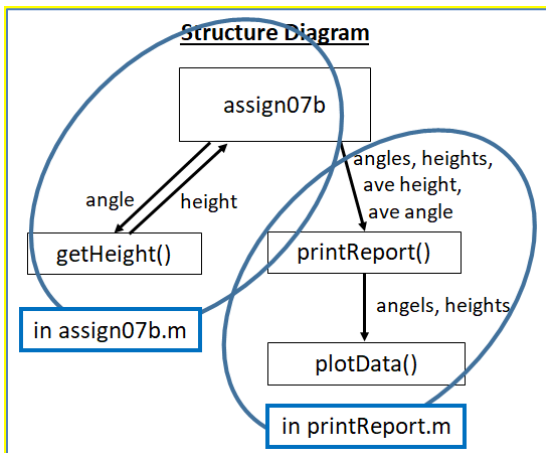 Structure Diagram
assign07b
angle
height
angles, heights,
ave height,
ave angle
getHeight()
printReport()
in assign07b.m
angels, heights
plotData()
in printReport.m